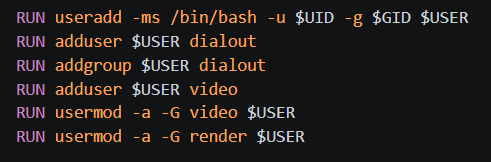 RUN useradd -ms /bin/bash -u $UID -g $GID $USER
RUN adduser $USER dialout
RUN addgroup $USER dialout
RUN adduser $USER video
RUN usermod -a -G video $USER
RUN usermod -a -G render $USER